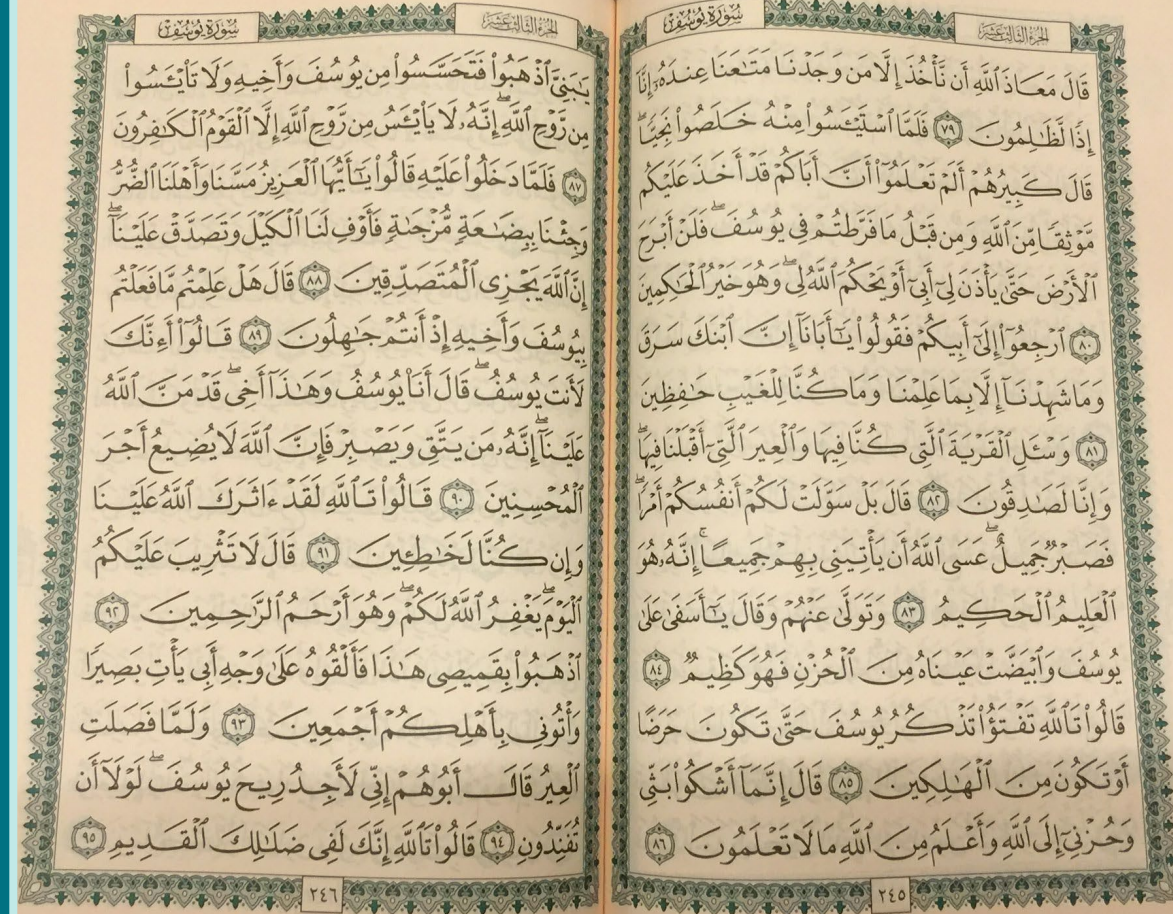 الجزء الثالث عشر
سورة يوسف
قَالَ مَعَاذَ ٱللَّهِ أَن نَّأْخُذَ إِلَّا مَن وَجَدْنَا مَتَٰعَنَا عِندَهُۥٓ إِنَّآ
إِذًا لَّظَٰلِمُونَ ٧٩ فَلَمَّا ٱسْتَيْـَٔسُوا۟ مِنْهُ خَلَصُوا۟ نَجِيًّا ۖ
قَالَ كَبِيرُهُمْ أَلَمْ تَعْلَمُوٓا۟ أَنَّ أَبَاكُمْ قَدْ أَخَذَ عَلَيْكُم
مَّوْثِقًا مِّنَ ٱللَّهِ وَمِن قَبْلُ مَا فَرَّطتُمْ فِى يُوسُفَ ۖ فَلَنْ أَبْرَحَ
ٱلْأَرْضَ حَتَّىٰ يَأْذَنَ لِىٓ أَبِىٓ أَوْ يَحْكُمَ ٱللَّهُ لِى ۖ وَهُوَ خَيْرُ ٱلْحَٰكِمِينَ
٨٠ ٱرْجِعُوٓا۟ إِلَىٰٓ أَبِيكُمْ فَقُولُوا۟ يَٰٓأَبَانَآ إِنَّ ٱبْنَكَ سَرَقَ
وَمَا شَهِدْنَآ إِلَّا بِمَا عَلِمْنَا وَمَا كُنَّا لِلْغَيْبِ حَٰفِظِينَ
٨١ وَسْـَٔلِ ٱلْقَرْيَةَ ٱلَّتِى كُنَّا فِيهَا وَٱلْعِيرَ ٱلَّتِىٓ أَقْبَلْنَا فِيهَا ۖ
وَإِنَّا لَصَٰدِقُونَ ٨٢ قَالَ بَلْ سَوَّلَتْ لَكُمْ أَنفُسُكُمْ أَمْرًا ۖ
فَصَبْرٌ جَمِيلٌ ۖ عَسَى ٱللَّهُ أَن يَأْتِيَنِى بِهِمْ جَمِيعًا ۚ إِنَّهُۥ هُوَ
ٱلْعَلِيمُ ٱلْحَكِيمُ ٨٣ وَتَوَلَّىٰ عَنْهُمْ وَقَالَ يَٰٓأَسَفَىٰ عَلَىٰ
يُوسُفَ وَٱبْيَضَّتْ عَيْنَاهُ مِنَ ٱلْحُزْنِ فَهُوَ كَظِيمٌ ٨٤
قَالُوا۟ تَٱللَّهِ تَفْتَؤُا۟ تَذْكُرُ يُوسُفَ حَتَّىٰ تَكُونَ حَرَضًا
أَوْ تَكُونَ مِنَ ٱلْهَٰلِكِينَ ٨٥ قَالَ إِنَّمَآ أَشْكُوا۟ بَثِّى
وَحُزْنِىٓ إِلَى ٱللَّهِ وَأَعْلَمُ مِنَ ٱللَّهِ مَا لَا تَعْلَمُونَ ٨٦
٢٤٥
الجزء الثالث عشر
سورة يوسف
يَٰبَنِىَّ ٱذْهَبُوا۟ فَتَحَسَّسُوا۟ مِن يُوسُفَ وَأَخِيهِ وَلَا تَا۟يْـَٔسُوا۟
مِن رَّوْحِ ٱللَّهِ ۖ إِنَّهُۥ لَا يَا۟يْـَٔسُ مِن رَّوْحِ ٱللَّهِ إِلَّا ٱلْقَوْمُ ٱلْكَٰفِرُونَ
٨٧ فَلَمَّا دَخَلُوا۟ عَلَيْهِ قَالُوا۟ يَٰٓأَيُّهَا ٱلْعَزِيزُ مَسَّنَا وَأَهْلَنَا ٱلضُّرُّ
وَجِئْنَا بِبِضَٰعَةٍ مُّزْجَىٰةٍ فَأَوْفِ لَنَا ٱلْكَيْلَ وَتَصَدَّقْ عَلَيْنَآ ۖ
إِنَّ ٱللَّهَ يَجْزِى ٱلْمُتَصَدِّقِينَ ٨٨ قَالَ هَلْ عَلِمْتُم مَّا فَعَلْتُم
بِيُوسُفَ وَأَخِيهِ إِذْ أَنتُمْ جَٰهِلُونَ ٨٩ قَالُوٓا۟ أَءِنَّكَ
لَأَنتَ يُوسُفُ ۖ قَالَ أَنَا۠ يُوسُفُ وَهَٰذَآ أَخِى ۖ قَدْ مَنَّ ٱللَّهُ
عَلَيْنَآ ۖ إِنَّهُۥ مَن يَتَّقِ وَيَصْبِرْ فَإِنَّ ٱللَّهَ لَا يُضِيعُ أَجْرَ
ٱلْمُحْسِنِينَ ٩٠ قَالُوا۟ تَٱللَّهِ لَقَدْ ءَاثَرَكَ ٱللَّهُ عَلَيْنَا
وَإِن كُنَّا لَخَٰطِـِٔينَ ٩١ قَالَ لَا تَثْرِيبَ عَلَيْكُمُ
ٱلْيَوْمَ ۖ يَغْفِرُ ٱللَّهُ لَكُمْ ۖ وَهُوَ أَرْحَمُ ٱلرَّٰحِمِينَ ٩٢
ٱذْهَبُوا۟ بِقَمِيصِى هَٰذَا فَأَلْقُوهُ عَلَىٰ وَجْهِ أَبِى يَأْتِ بَصِيرًا
وَأْتُونِى بِأَهْلِكُمْ أَجْمَعِينَ ٩٣ وَلَمَّا فَصَلَتِ
ٱلْعِيرُ قَالَ أَبُوهُمْ إِنِّى لَأَجِدُ رِيحَ يُوسُفَ ۖ لَوْلَآ أَن
تُفَنِّدُونِ ٩٤ قَالُوا۟ تَٱللَّهِ إِنَّكَ لَفِى ضَلَٰلِكَ ٱلْقَدِيمِ ٩٥
٢٤٦